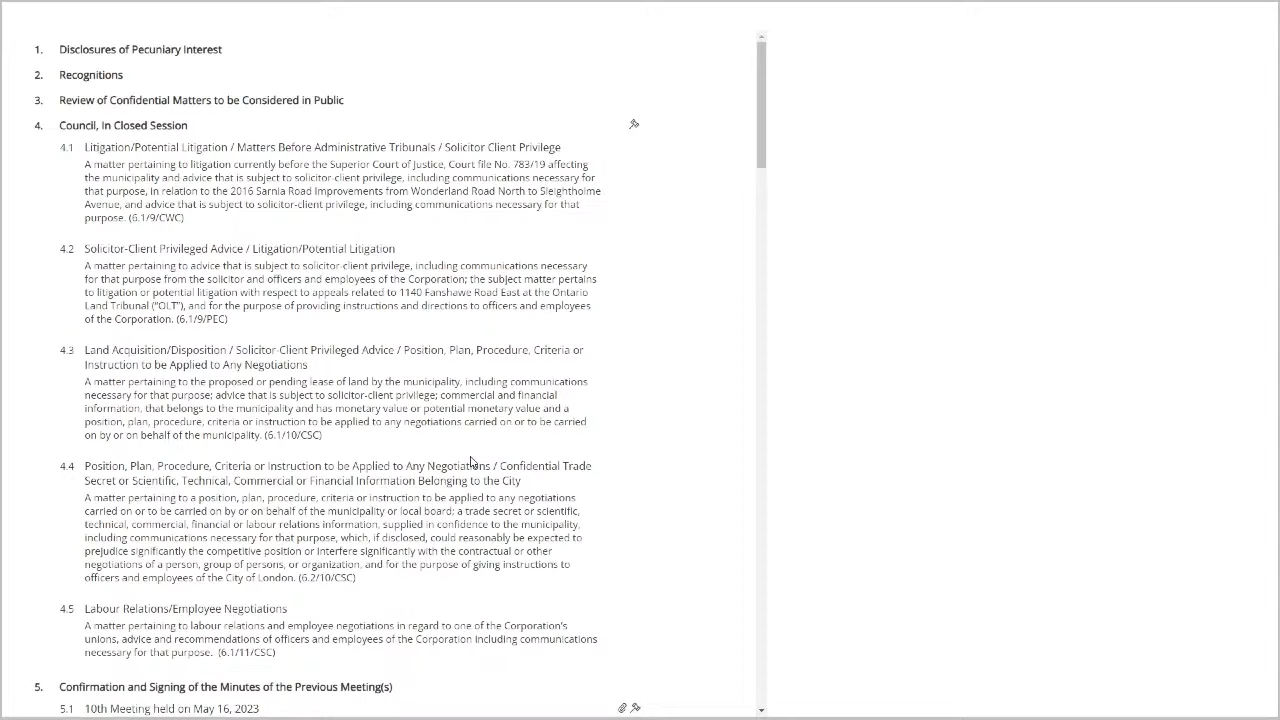 1. Disclosures of Pecuniary Interest
2. Recognitions
3. Review of Confidential Matters to be Considered in Public
4. Council, In Closed Session
4.1 Litigation/Potential Litigation / Matters Before Administrative Tribunals / Solicitor Client Privilege
A matter pertaining to litigation currently before the Superior Court of Justice, Court file No. 783/19 affecting
the municipality and advice that is subject to solicitor-client privilege, including communications necessary for
that purpose, in relation to the 2016 Sarnia Road Improvements from Wonderland Road North to Sleightholme
Avenue, and advice that is subject to solicitor-client privilege, including communications necessary for that
purpose. (6.1/9/CWC)
4.2 Solicitor-Client Privileged Advice / Litigation/Potential Litigation
A matter pertaining to advice that is subject to solicitor-client privilege, including communications necessary
for that purpose from the solicitor and officers and employees of the Corporation; the subject matter pertains
to litigation or potential litigation with respect to appeals related to 1140 Fanshawe Road East at the Ontario
Land Tribunal ("OLT"), and for the purpose of providing instructions and directions to officers and employees
of the Corporation. (6.1/9/PEC)
4.3 Land Acquisition/Disposition / Solicitor-Client Privileged Advice / Position, Plan, Procedure, Criteria or
Instruction to be Applied to Any Negotiations
A matter pertaining to the proposed or pending lease of land by the municipality, including communications
necessary for that purpose; advice that is subject to solicitor-client privilege; commercial and financial
information, that belongs to the municipality and has monetary value or potential monetary value and a
position, plan, procedure, criteria or instruction to be applied to any negotiations carried on or to be carried
on by or on behalf of the municipality. (6.1/10/CSC)
4.4 Position, Plan, Procedure, Criteria or Instruction to be Applied to Any Negotiations / Confidential Trade
Secret or Scientific, Technical, Commercial or Financial Information Belonging to the City
A matter pertaining to a position, plan, procedure, criteria or instruction to be applied to any negotiations
carried on or to be carried on by or on behalf of the municipality or local board; a trade secret or scientific,
technical, commercial, financial or labour relations information, supplied in confidence to the municipality,
including communications necessary for that purpose, which, if disclosed, could reasonably be expected to
prejudice significantly the competitive position or interfere significantly with the contractual or other
negotiations of a person, group of persons, or organization, and for the purpose of giving instructions to
officers and employees of the City of London. (6.2/10/CSC)
4.5 Labour Relations/Employee Negotiations
A matter pertaining to labour relations and employee negotiations in regard to one of the Corporation's
unions, advice and recommendations of officers and employees of the Corporation including communications
necessary for that purpose. (6.1/11/CSC)
5. Confirmation and Signing of the Minutes of the Previous Meeting(s)
5.1 10th Meeting held on May 16, 2023